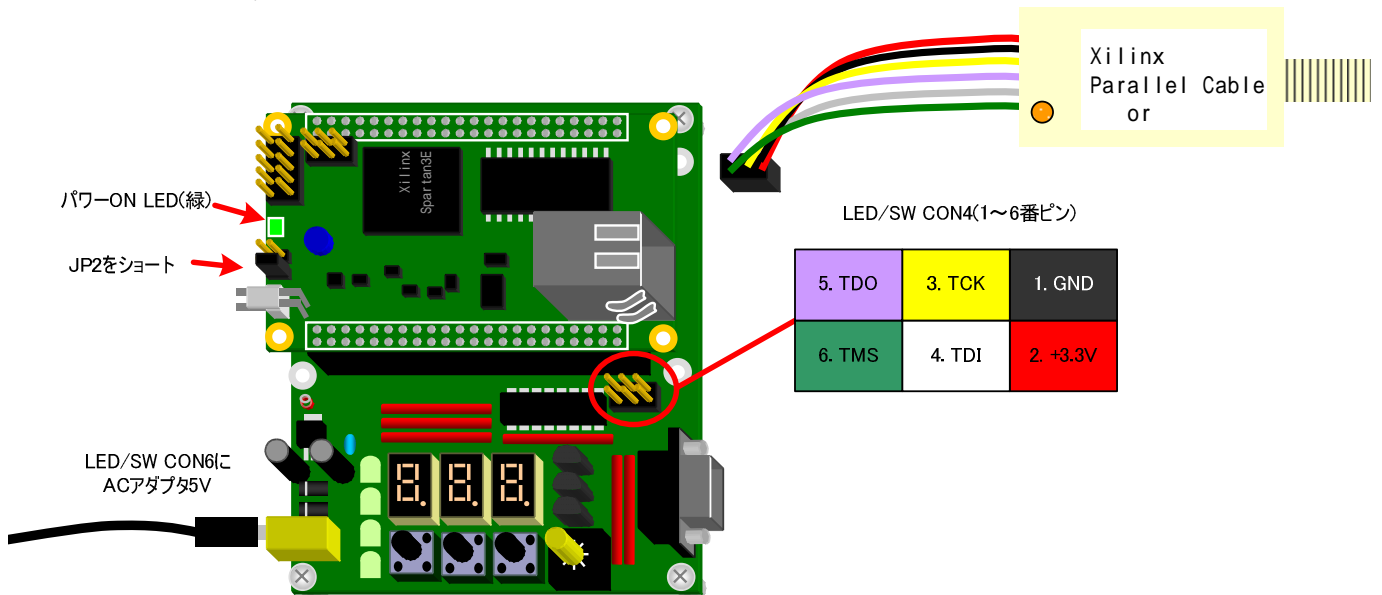 Xilinx
Parallel Cable
or
Xilinx
Spartan3E
パワーON LED(緑)
JP2をショート
LED/SW CON4(1～6番ピン)
5. TDO
3. TCK
1. GND
6. TMS
4. TDI
2. +3.3V
LED/SW CON6に
ACアダプタ5V